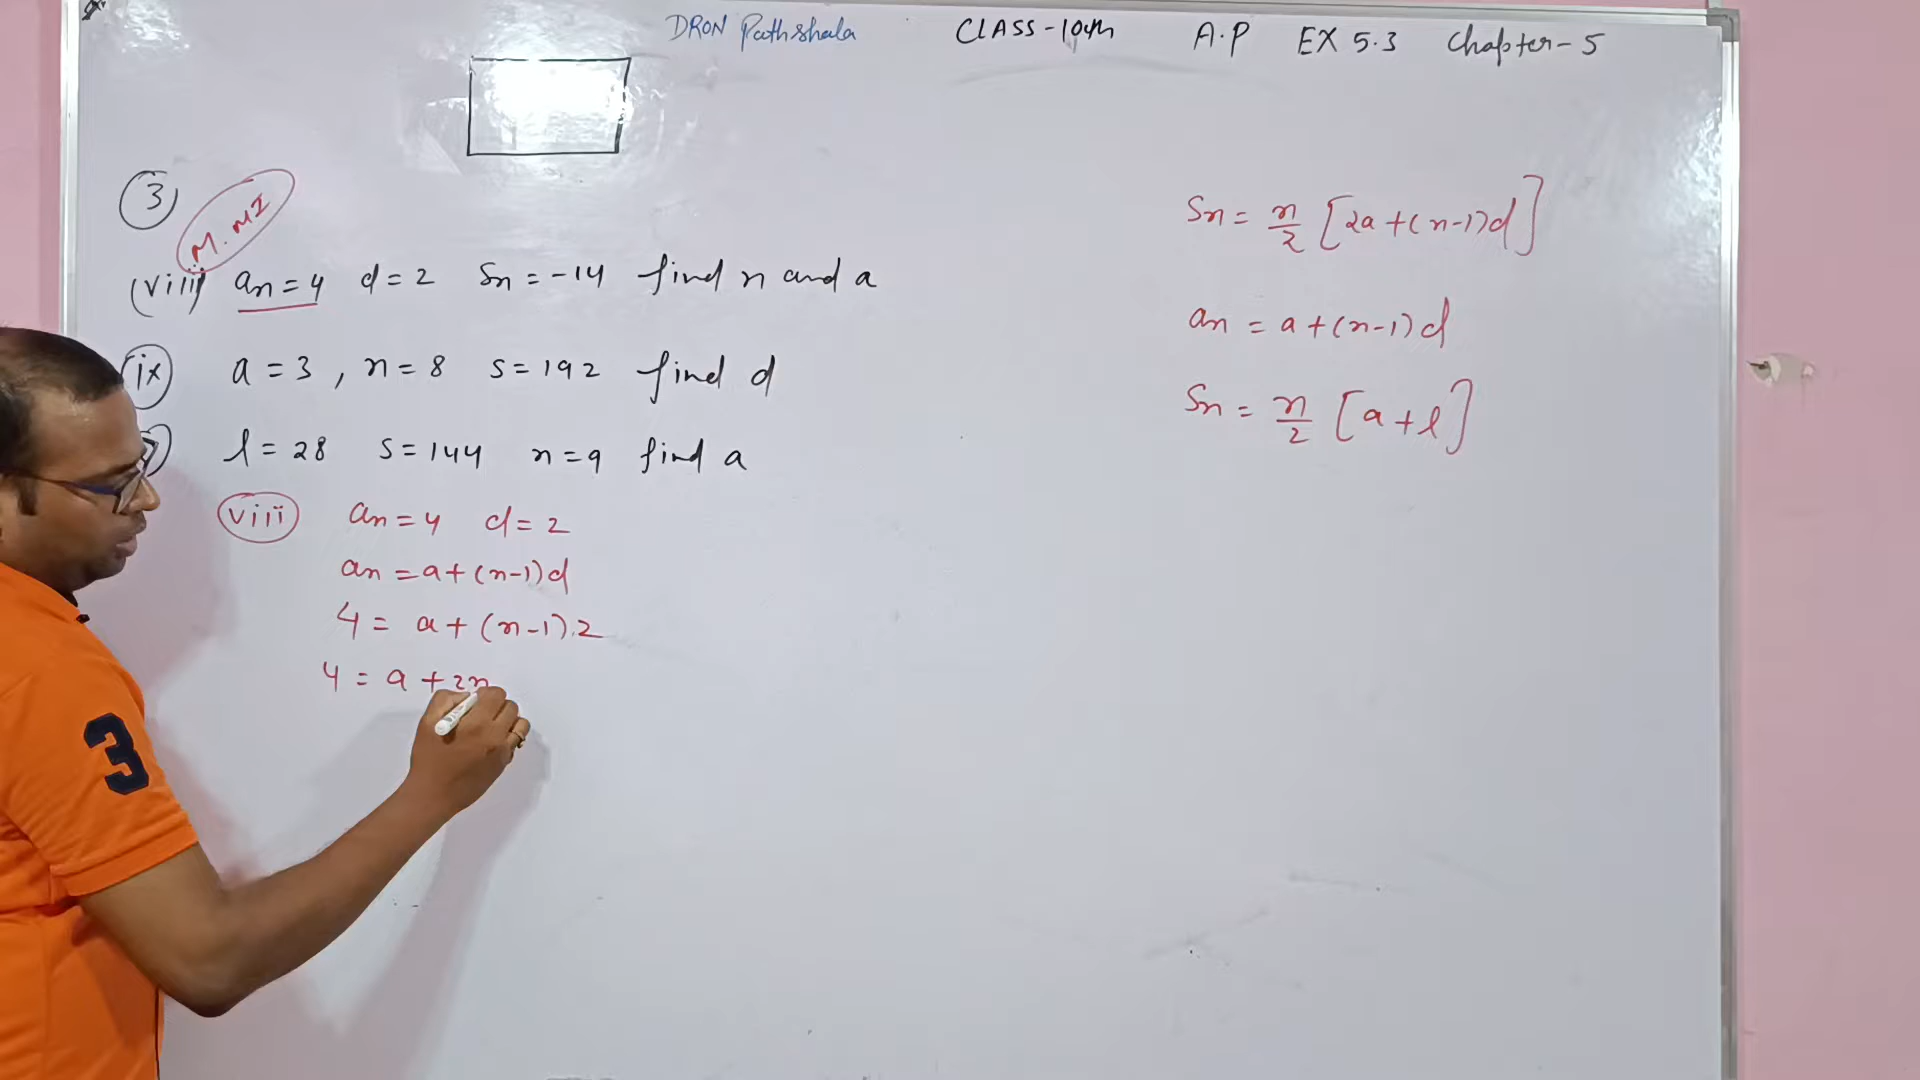 DRON Pathshala CLASS-10th A.P EX 5.3 Chapter-5
3
M.MI
(viii) an=4 d=2 Sn=-14 find n and a
ix a=3, n=8 s=192 find d
l=28 s=144 n=9 find a
viii an=4 d=2
an=a+(n-1)d
4= a+(n-1).2
4=a+2n
Sn= n/2 [2a+(n-1)d]
an=a+(n-1)d
Sn= n/2 [a+l]
3